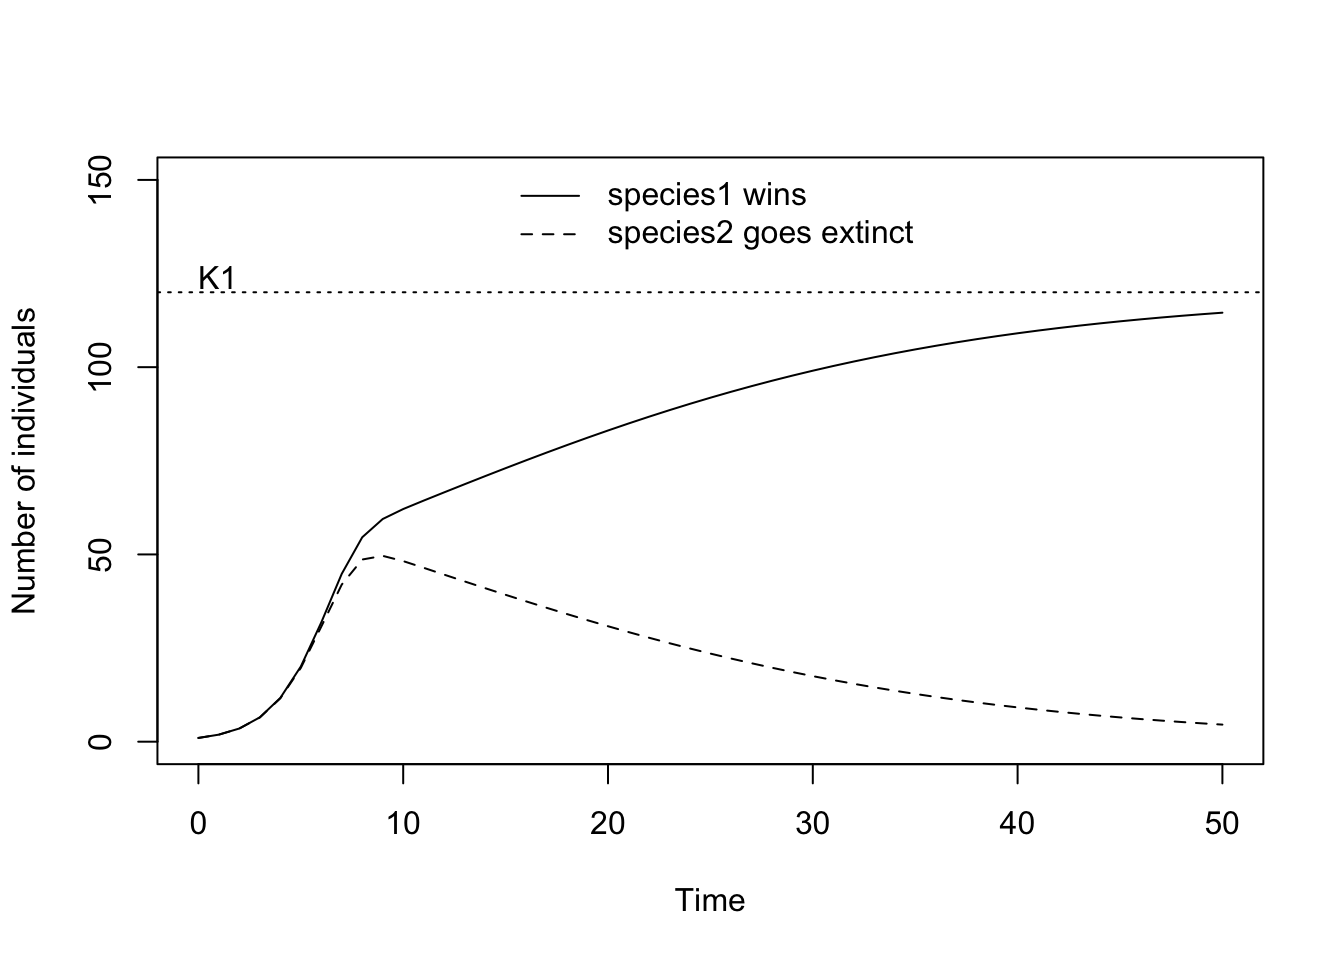 150
100
50
0
Number of individuals
species1 wins
species2 goes extinct
K1
0 10 20 30 40 50
Time